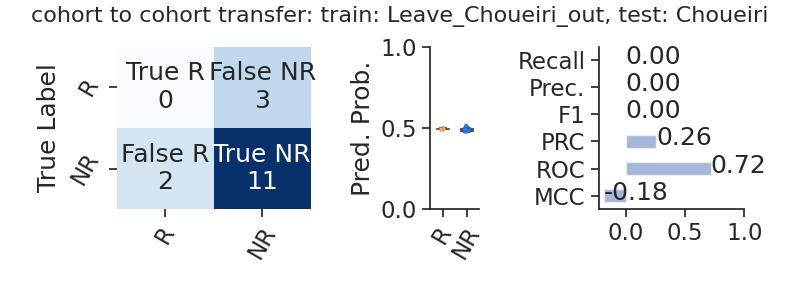 cohort to cohort transfer: train: Leave_Choueiri_out, test: Choueiri
True Label
R
NR
True R
0
False NR
3
False R
2
True NR
11
R
NR
Pred. Prob.
1.0
0.5
0.0
R
NR
Recall
0.00
Prec.
0.00
F1
0.00
PRC
0.26
ROC
0.72
MCC
-0.18
0.0
0.5
1.0